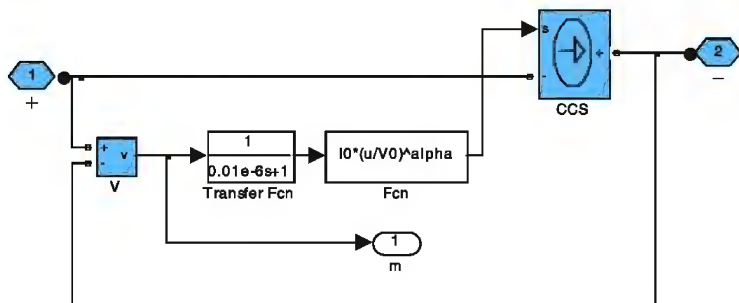 s
+
-
CCS
1
+
2
–
+
-
v
V
1
0.01e-6s+1
Transfer Fcn
I0*(u/V0)^alpha
Fcn
1
m